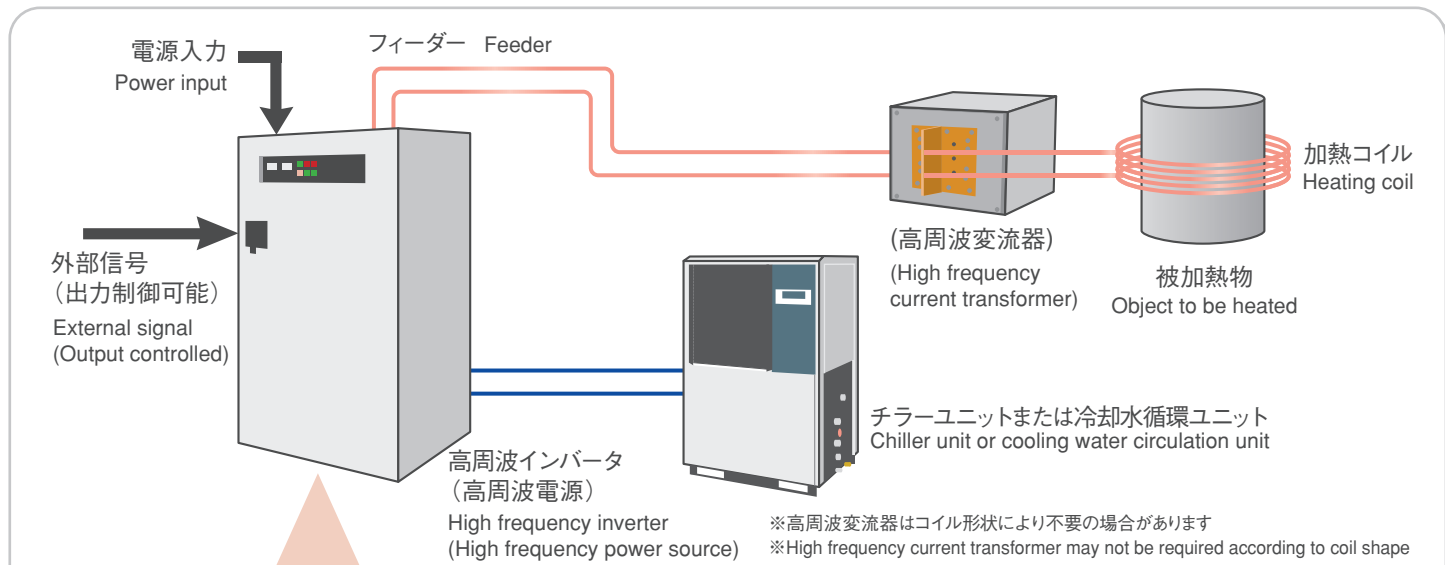 電源入力
Power input
フィーダー Feeder
加熱コイル
Heating coil
外部信号
（出力制御可能）
External signal
(Output controlled)
(高周波変流器)
(High frequency
current transformer)
被加熱物
Object to be heated
チラーユニットまたは冷却水循環ユニット
Chiller unit or cooling water circulation unit
高周波インバータ
（高周波電源）
High frequency inverter
(High frequency power source)
※高周波変流器はコイル形状により不要の場合があります
※High frequency current transformer may not be required according to coil shape